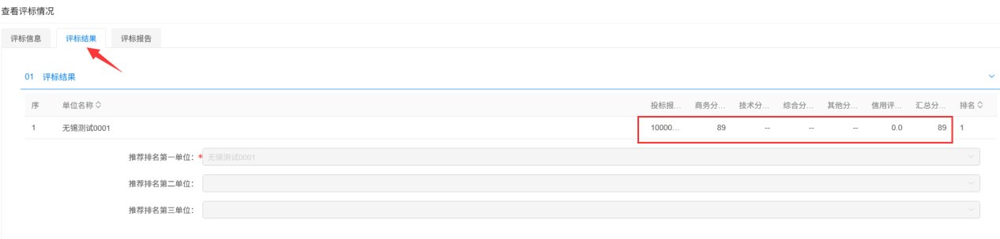 查看评标情况
评标信息 评标结果 评标报告
01 评标结果
序 单位名称 投标报... 商务分... 技术分... 综合分... 其他分... 信用评... 汇总分... 排名
1 无锡测试0001 10000... 89 -- -- -- 0.0 89 1
推荐排名第一单位：* 无锡测试0001
推荐排名第二单位：
推荐排名第三单位：